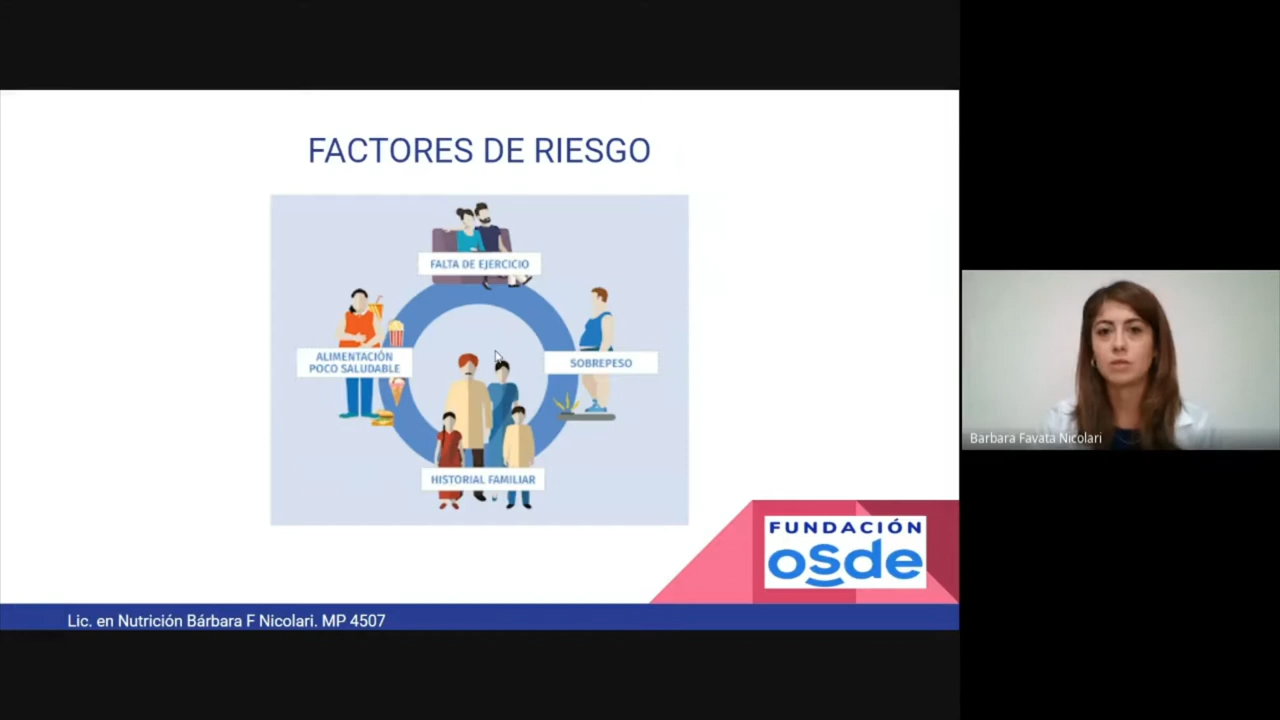 FACTORES DE RIESGO
FALTA DE EJERCICIO
ALIMENTACIÓN
POCO SALUDABLE
SOBREPESO
HISTORIAL FAMILIAR
FUNDACIÓN
osde
Lic. en Nutrición Bárbara F Nicolari. MP 4507
Barbara Favata Nicolari